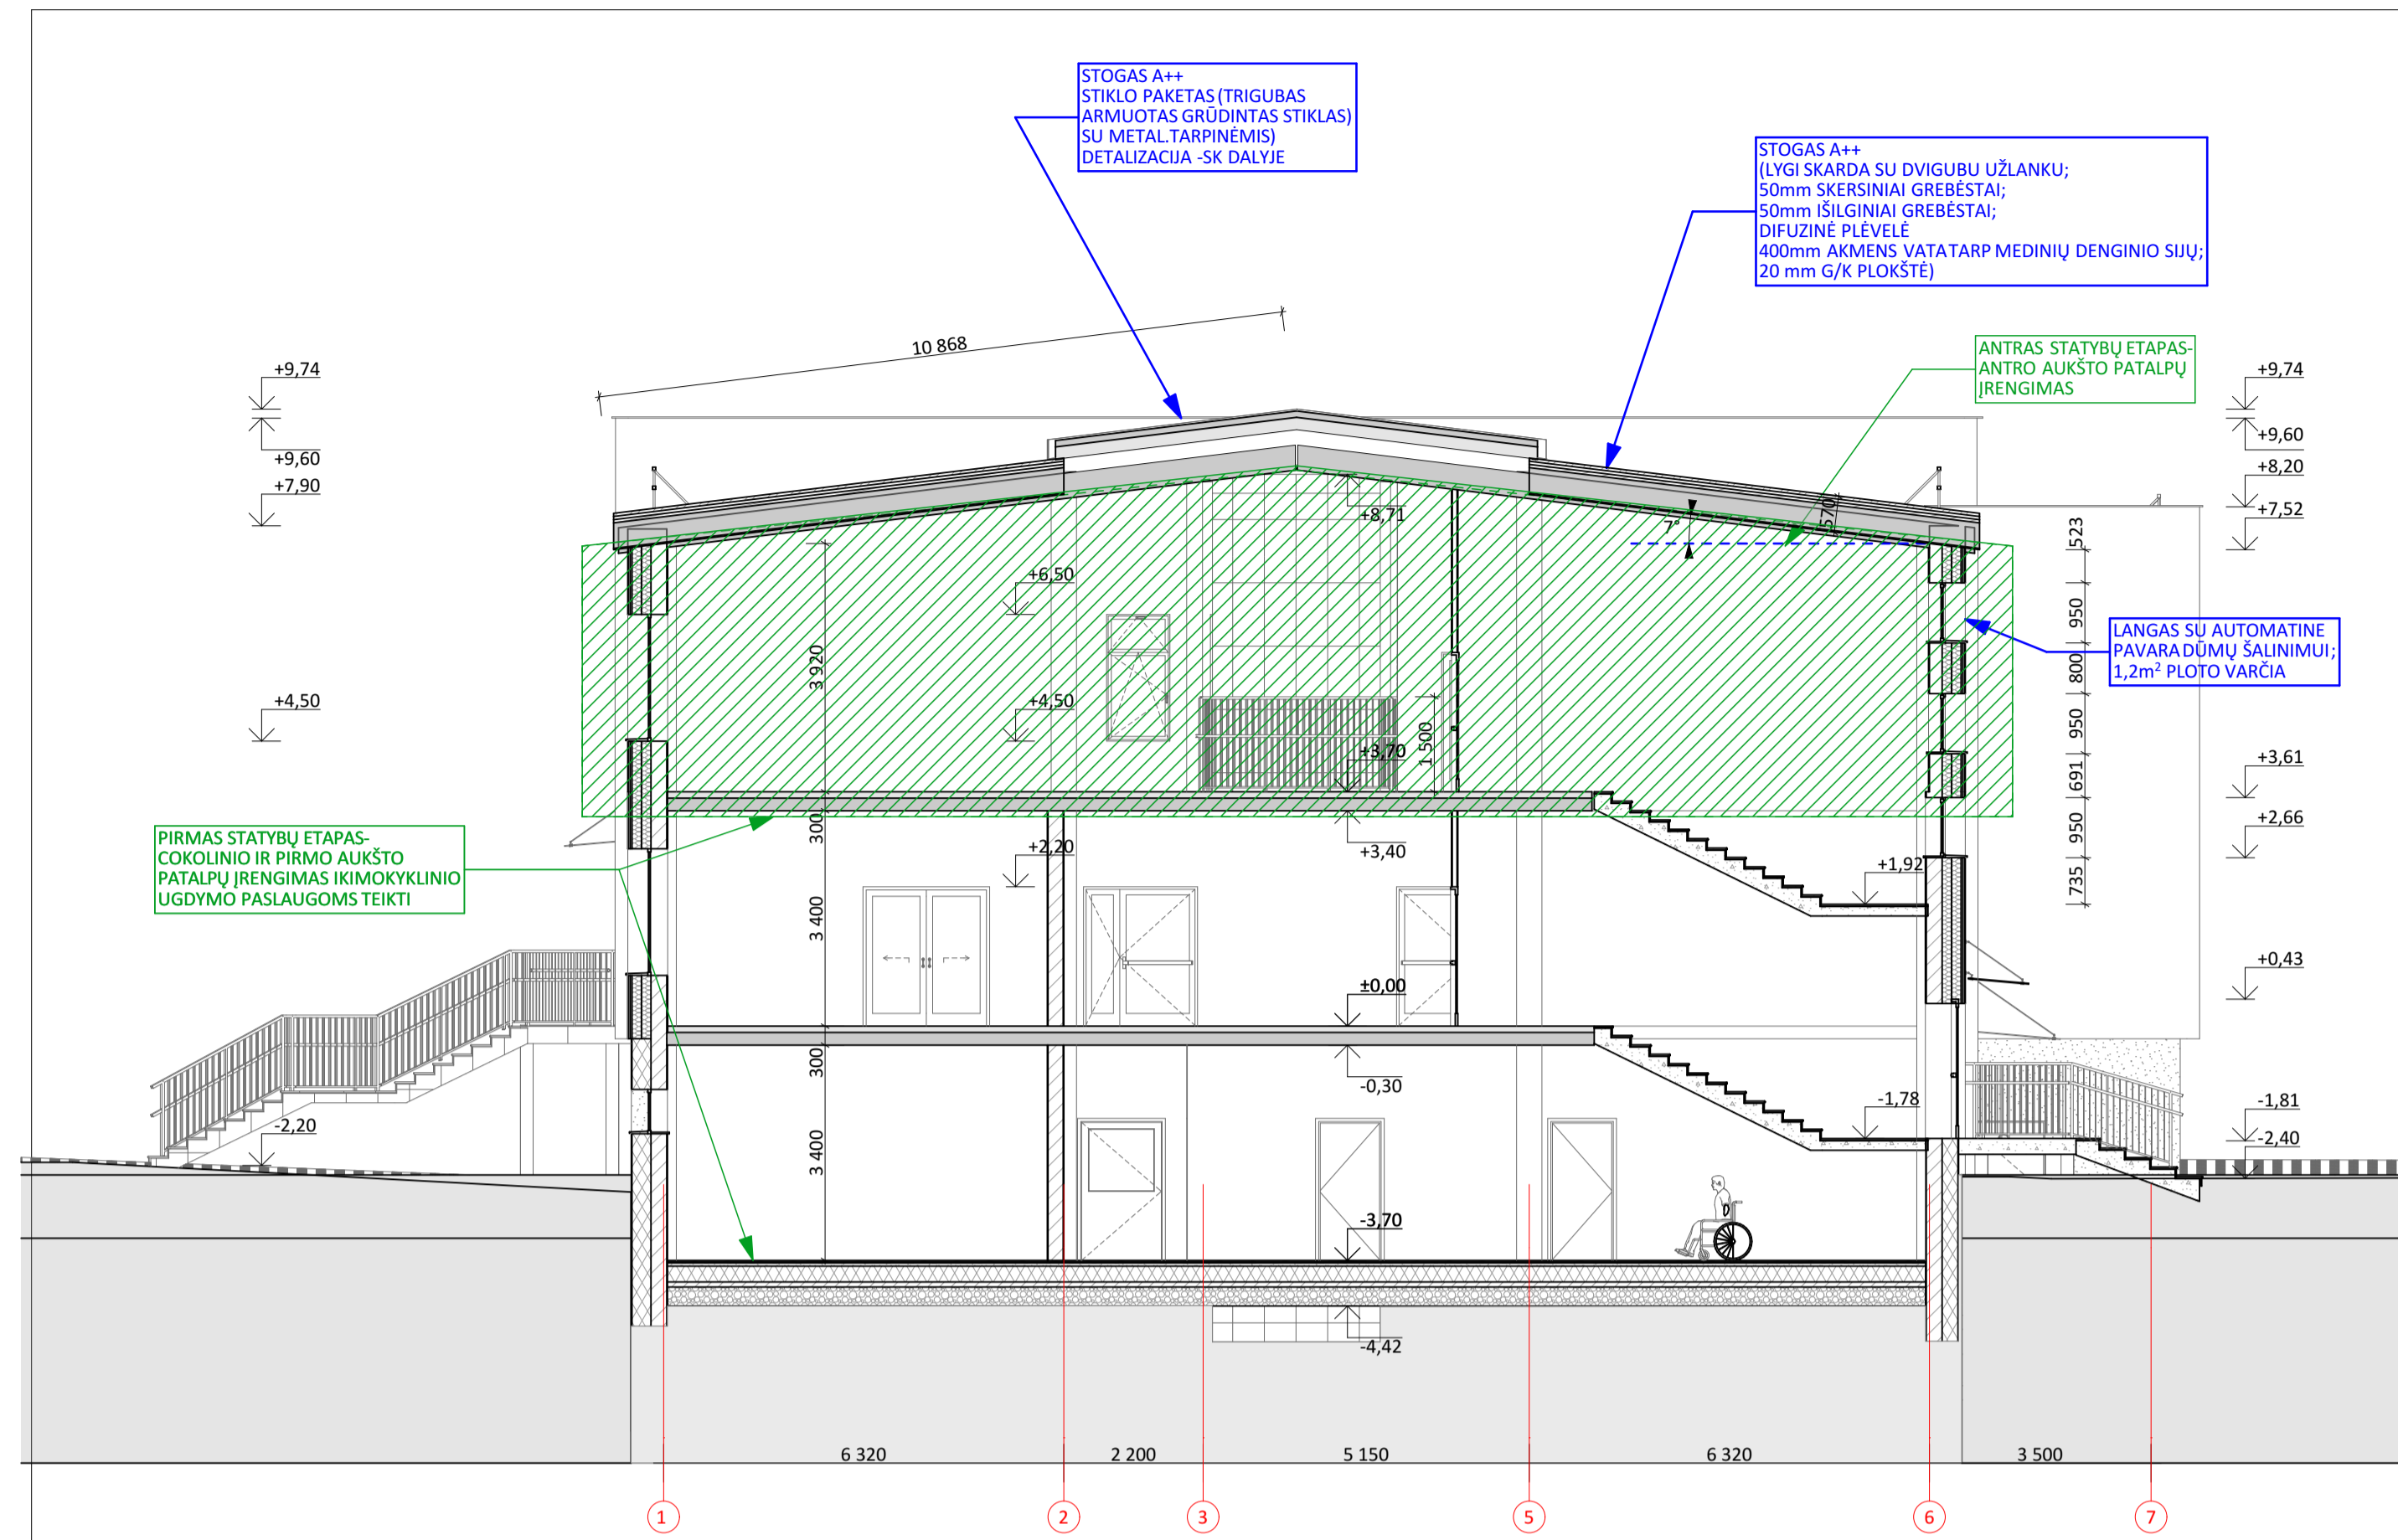 STOGAS A++
STIKLO PAKETAS (TRIGUBAS
ARMUOTAS GRŪDINTAS STIKLAS)
SU METAL.TARPINĖMIS)
DETALIZACIJA -SK DALYJE
STOGAS A++
(LYGI SKARDA SU DVIGUBU UŽLANKU;
50mm SKERSINIAI GREBĖSTAI;
50mm IŠILGINIAI GREBĖSTAI;
DIFUZINĖ PLĖVELĖ
400mm AKMENS VATA TARP MEDINIŲ DENGINIO SIJŲ;
20 mm G/K PLOKŠTĖ)
10 868
ANTRAS STATYBŲ ETAPAS-
ANTRO AUKŠTO PATALPŲ
ĮRENGIMAS
+9,74
+9,60
+7,90
+4,50
-2,20
+9,74
+9,60
+8,20
+7,52
+3,61
+2,66
+0,43
-1,81
-2,40
523
950
800
950
691
950
735
LANGAS SU AUTOMATINE
PAVARA DŪMŲ ŠALINIMUI;
1,2m² PLOTO VARČIA
+8,71
7°
570
+6,50
3 920
+4,50
+3,70
1 500
300
+3,40
+2,20
+1,92
3 400
±0,00
300
-0,30
-1,78
3 400
-3,70
-4,42
PIRMAS STATYBŲ ETAPAS-
COKOLINIO IR PIRMO AUKŠTO
PATALPŲ ĮRENGIMAS IKIMOKYKLINIO
UGDYMO PASLAUGOMS TEIKTI
6 320
2 200
5 150
6 320
3 500
1
2
3
5
6
7